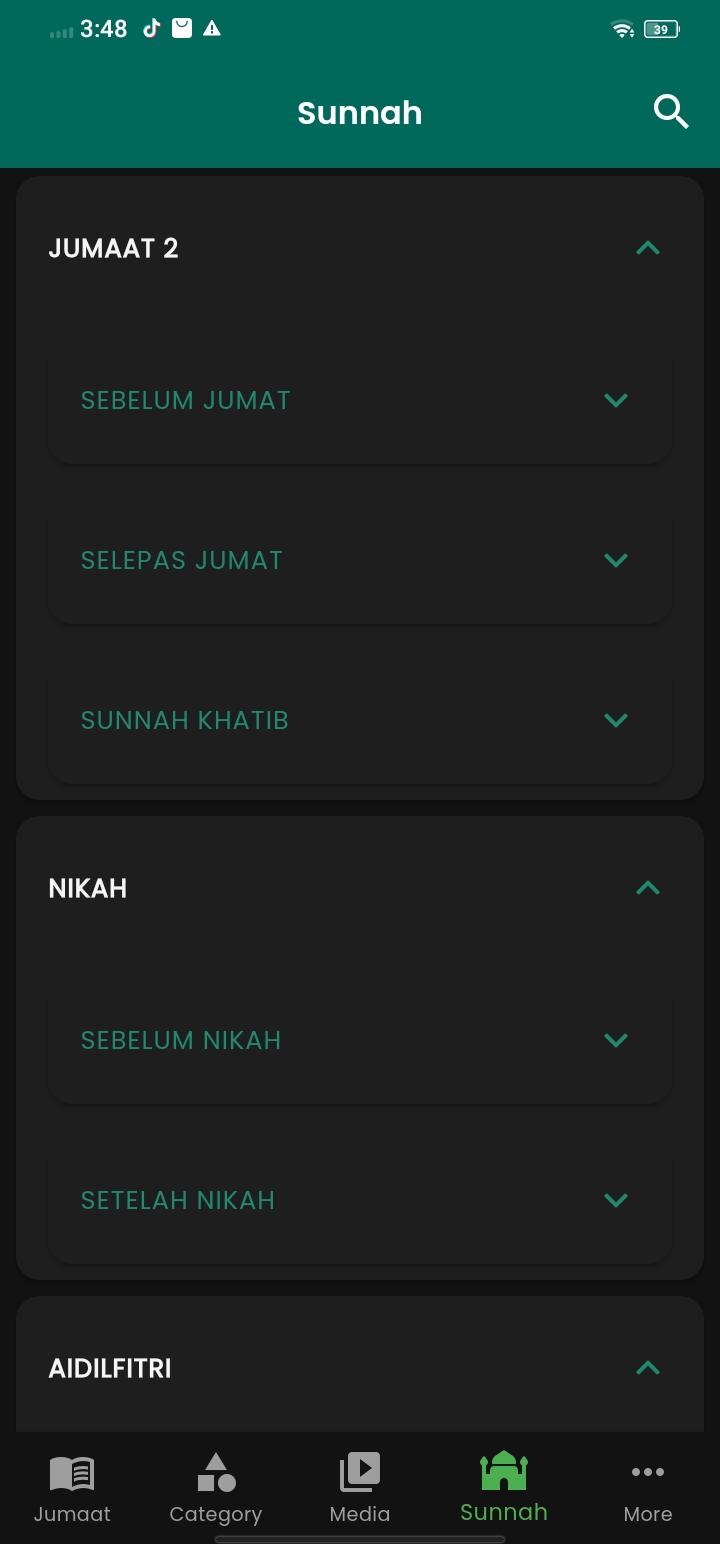 3:48
39
Sunnah
JUMAAT 2
SEBELUM JUMAT
SELEPAS JUMAT
SUNNAH KHATIB
NIKAH
SEBELUM NIKAH
SETELAH NIKAH
AIDILFITRI
Jumaat
Category
Media
Sunnah
More